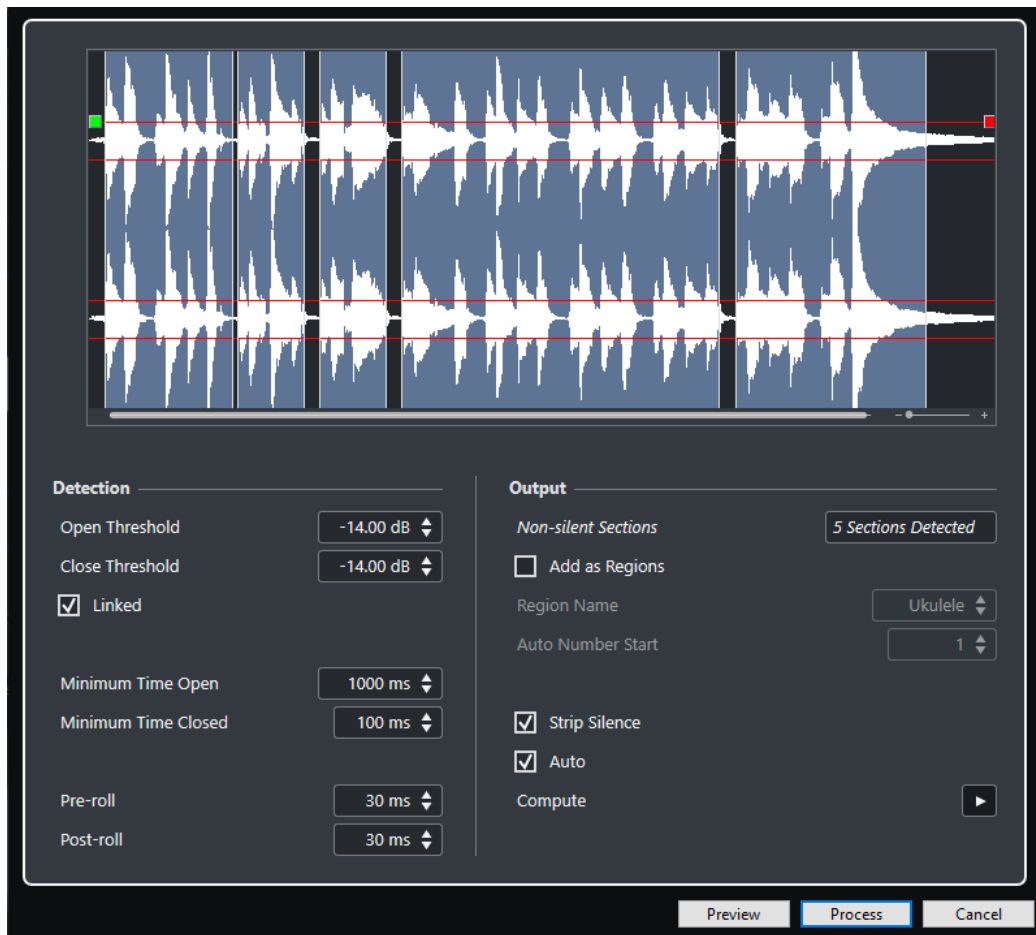 - +
Detection
Open Threshold -14.00 dB
Close Threshold -14.00 dB
Linked
Minimum Time Open 1000 ms
Minimum Time Closed 100 ms
Pre-roll 30 ms
Post-roll 30 ms
Output
Non-silent Sections 5 Sections Detected
Add as Regions
Region Name Ukulele
Auto Number Start 1
Strip Silence
Auto
Compute
Preview Process Cancel